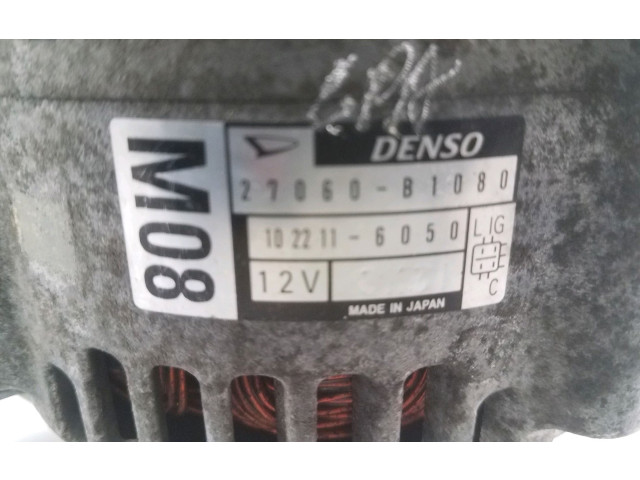 M08
DENSO
27060-B1080
102211-6050
12V
L IG
C
MADE IN JAPAN